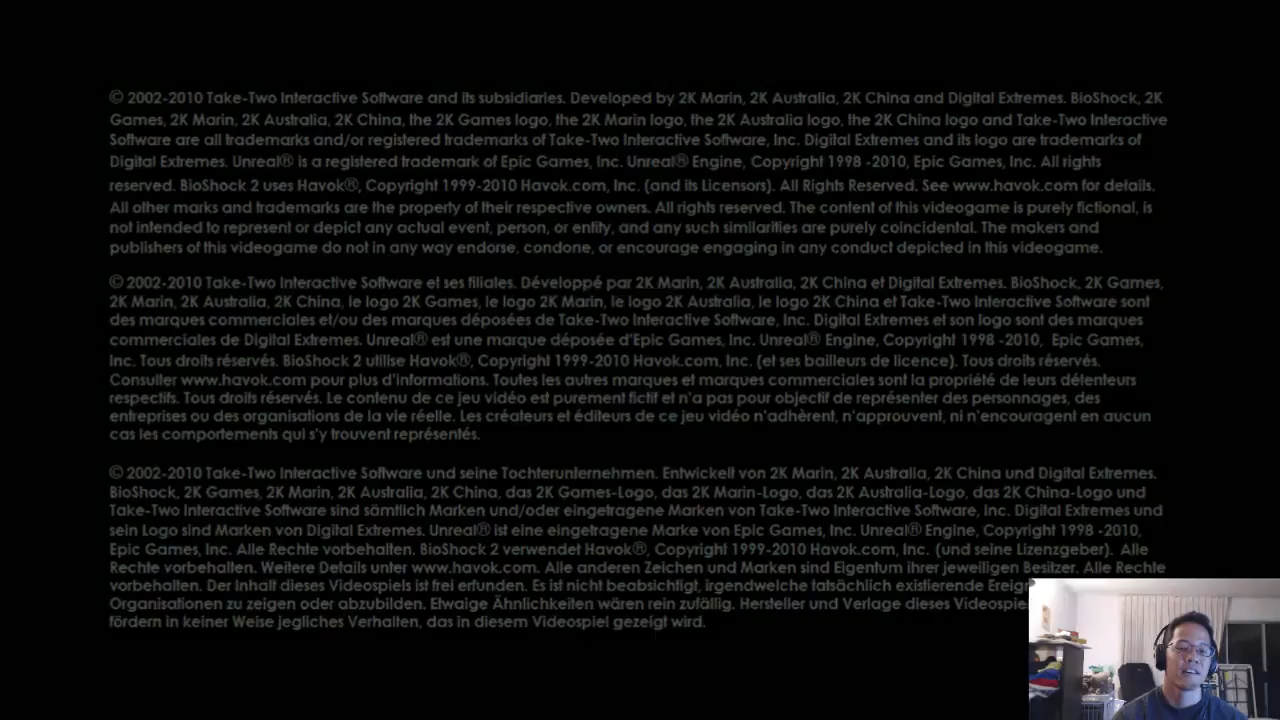 © 2002-2010 Take-Two Interactive Software and its subsidiaries. Developed by 2K Marin, 2K Australia, 2K China and Digital Extremes. BioShock, 2K
Games, 2K Marin, 2K Australia, 2K China, the 2K Games logo, the 2K Marin logo, the 2K Australia logo, the 2K China logo and Take-Two Interactive
Software are all trademarks and/or registered trademarks of Take-Two Interactive Software, Inc. Digital Extremes and its logo are trademarks of
Digital Extremes. Unreal® is a registered trademark of Epic Games, Inc. Unreal® Engine, Copyright 1998 -2010, Epic Games, Inc. All rights
reserved. BioShock 2 uses Havok®, Copyright 1999-2010 Havok.com, Inc. (and its Licensors). All Rights Reserved. See www.havok.com for details.
All other marks and trademarks are the property of their respective owners. All rights reserved. The content of this videogame is purely fictional, is
not intended to represent or depict any actual event, person, or entity, and any such similarities are purely coincidental. The makers and
publishers of this videogame do not in any way endorse, condone, or encourage engaging in any conduct depicted in this videogame.
© 2002-2010 Take-Two Interactive Software et ses filiales. Développé par 2K Marin, 2K Australia, 2K China et Digital Extremes. BioShock, 2K Games,
2K Marin, 2K Australia, 2K China, le logo 2K Games, le logo 2K Marin, le logo 2K Australia, le logo 2K China et Take-Two Interactive Software sont
des marques commerciales et/ou des marques déposées de Take-Two Interactive Software, Inc. Digital Extremes et son logo sont des marques
commerciales de Digital Extremes. Unreal® est une marque déposée d'Epic Games, Inc. Unreal® Engine, Copyright 1998 -2010, Epic Games,
Inc. Tous droits réservés. BioShock 2 utilise Havok®, Copyright 1999-2010 Havok.com, Inc. (et ses bailleurs de licence). Tous droits réservés.
Consulter www.havok.com pour plus d'informations. Toutes les autres marques et marques commerciales sont la propriété de leurs détenteurs
respectifs. Tous droits réservés. Le contenu de ce jeu vidéo est purement fictif et n'a pas pour objectif de représenter des personnages, des
entreprises ou des organisations de la vie réelle. Les créateurs et éditeurs de ce jeu vidéo n'adhèrent, n'approuvent, ni n'encouragent en aucun
cas les comportements qui s'y trouvent représentés.
© 2002-2010 Take-Two Interactive Software und seine Tochterunternehmen. Entwickelt von 2K Marin, 2K Australia, 2K China und Digital Extremes.
BioShock, 2K Games, 2K Marin, 2K Australia, 2K China, das 2K Games-Logo, das 2K Marin-Logo, das 2K Australia-Logo, das 2K China-Logo und
Take-Two Interactive Software sind sämtlich Marken und/oder eingetragene Marken von Take-Two Interactive Software, Inc. Digital Extremes und
sein Logo sind Marken von Digital Extremes. Unreal® ist eine eingetragene Marke von Epic Games, Inc. Unreal® Engine, Copyright 1998 -2010,
Epic Games, Inc. Alle Rechte vorbehalten. BioShock 2 verwendet Havok®, Copyright 1999-2010 Havok.com, Inc. (und seine Lizenzgeber). Alle
Rechte vorbehalten. Weitere Details unter www.havok.com. Alle anderen Zeichen und Marken sind Eigentum ihrer jeweiligen Besitzer. Alle Rechte
vorbehalten. Der Inhalt dieses Videospiels ist frei erfunden. Es ist nicht beabsichtigt, irgendwelche tatsächlich existierende
Organisationen zu zeigen oder abzubilden. Etwaige Ähnlichkeiten wären rein zufällig. Hersteller und Verlage dieses
fördern in keiner Weise jegliches Verhalten, das in diesem Videospiel gezeigt wird.